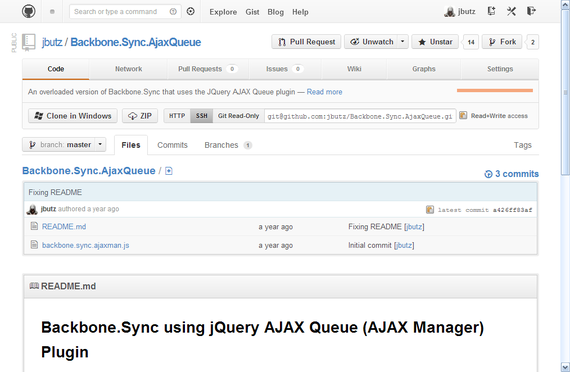 Search or type a command
Explore Gist Blog Help
jbutz
PUBLIC
jbutz / Backbone.Sync.AjaxQueue
Pull Request
Unwatch
Unstar 14
Fork 2
Code Network Pull Requests 0 Issues 0 Wiki Graphs Settings
An overloaded version of Backbone.Sync that uses the JQuery AJAX Queue plugin — Read more
Clone in Windows ZIP HTTP SSH Git Read-Only git@github.com:jbutz/Backbone.Sync.AjaxQueue.gi Read+Write access
branch: master Files Commits Branches 1 Tags
Backbone.Sync.AjaxQueue / 3 commits
Fixing README
jbutz authored a year ago latest commit a426ff83af
README.md a year ago Fixing README [jbutz]
backbone.sync.ajaxman.js a year ago Initial commit [jbutz]
README.md
Backbone.Sync using jQuery AJAX Queue (AJAX Manager)
Plugin